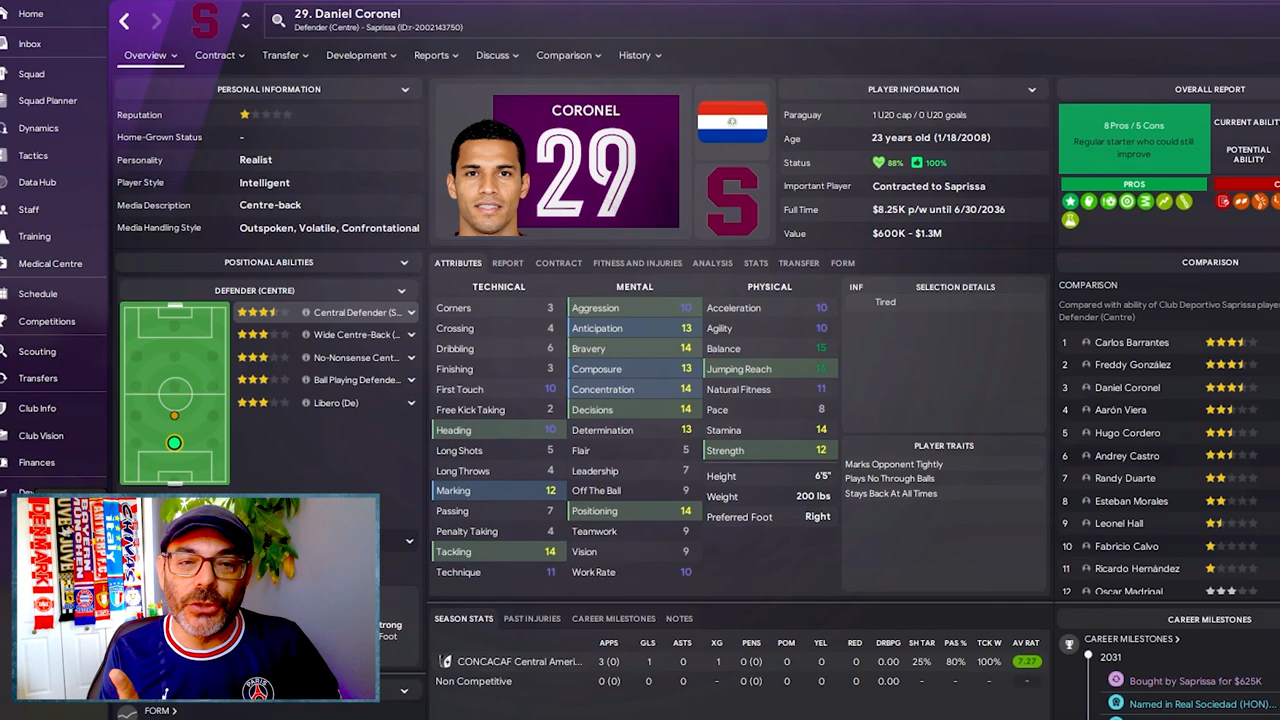 Home
Inbox
Squad
Squad Planner
Dynamics
Tactics
Data Hub
Staff
Training
Medical Centre
Schedule
Competitions
Scouting
Transfers
Club Info
Club Vision
Finances
29. Daniel Coronel
Defender (Centre) - Saprissa (ID:r-2002143750)
Overview
Contract
Transfer
Development
Reports
Discuss
Comparison
History
PERSONAL INFORMATION
Reputation
Home-Grown Status -
Personality Realist
Player Style Intelligent
Media Description Centre-back
Media Handling Style Outspoken, Volatile, Confrontational
POSITIONAL ABILITIES
DEFENDER (CENTRE)
Central Defender (S...
Wide Centre-Back (...
No-Nonsense Cent...
Ball Playing Defende...
Libero (De)
CORONEL
29
S
PLAYER INFORMATION
Paraguay 1 U20 cap / 0 U20 goals
Age 23 years old (1/18/2008)
Status 88% 100%
Important Player Contracted to Saprissa
Full Time $8.25K p/w until 6/30/2036
Value $600K - $1.3M
OVERALL REPORT
8 Pros / 5 Cons
Regular starter who could still improve
CURRENT
POTENTIAL ABILITY
PROS
ATTRIBUTES
REPORT
CONTRACT
FITNESS AND INJURIES
ANALYSIS
STATS
TRANSFER
FORM
TECHNICAL
Corners 3
Crossing 4
Dribbling 6
Finishing 3
First Touch 10
Free Kick Taking 2
Heading 10
Long Shots 5
Long Throws 4
Marking 12
Passing 7
Penalty Taking 4
Tackling 14
Technique 11
MENTAL
Aggression 10
Anticipation 13
Bravery 14
Composure 13
Concentration 14
Decisions 14
Determination 13
Flair 5
Leadership 7
Off The Ball 9
Positioning 14
Teamwork 9
Vision 9
Work Rate 10
PHYSICAL
Acceleration 10
Agility 10
Balance 15
Jumping Reach
Natural Fitness 11
Pace 8
Stamina 14
Strength 12
Height 6'5"
Weight 200 lbs
Preferred Foot Right
INF SELECTION DETAILS
Tired
PLAYER TRAITS
Marks Opponent Tightly
Plays No Through Balls
Stays Back At All Times
COMPARISON
COMPARISON
Compared with ability of Club Deportivo Saprissa
Defender (Centre)
1 Carlos Barrantes
2 Freddy González
3 Daniel Coronel
4 Aarón Viera
5 Hugo Cordero
6 Andrey Castro
7 Randy Duarte
8 Esteban Morales
9 Leonel Hall
10 Fabricio Calvo
11 Ricardo Hernández
12 Oscar Madrigal
SEASON STATS
PAST INJURIES
CAREER MILESTONES
NOTES
APPS GLS ASTS XG PENS POM YEL RED DRBPG SH TAR PAS % TCK W AV RAT
CONCACAF Central Ameri... 3 (0) 1 0 1 0 (0) 0 0 0 0.00 25% 80% 100% 7.27
Non Competitive 0 (0) 0 0 - 0 (0) 0 0 0 0.00 - - - -
CAREER MILESTONES
CAREER MILESTONES >
2031
Bought by Saprissa for $625K
Named in Real Sociedad (HON)...
Foot
FORM >
DENMARK
JUVE
BAYERN
italy